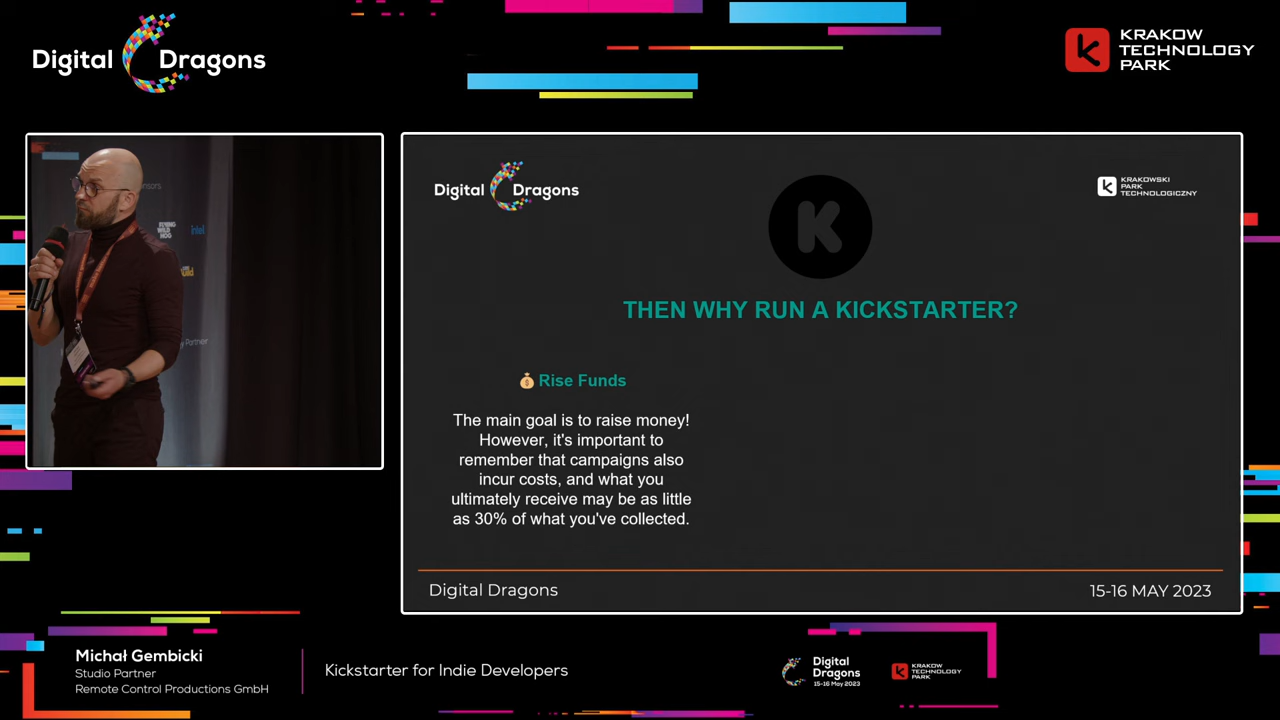 Digital Dragons
KRAKOW
TECHNOLOGY
PARK
Digital Dragons
KRAKOWSKI
PARK
TECHNOLOGICZNY
K
THEN WHY RUN A KICKSTARTER?
Rise Funds
The main goal is to raise money!
However, it's important to
remember that campaigns also
incur costs, and what you
ultimately receive may be as little
as 30% of what you've collected.
Digital Dragons
15-16 MAY 2023
intel
Partner
Michał Gembicki
Studio Partner
Remote Control Productions GmbH
Kickstarter for Indie Developers
Digital
Dragons
15-16 May 2023
KRAKOW
TECHNOLOGY
PARK